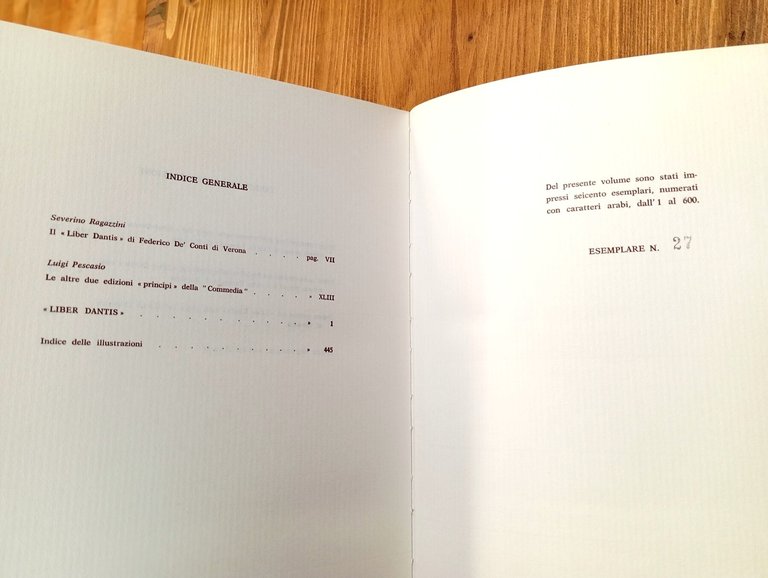 INDICE GENERALE
Severino Ragazzini
Il « Liber Dantis » di Federico De' Conti di Verona . . . . pag. VII
Luigi Pescasio
Le altre due edizioni « principi » della "Commedia" . . . . » XLIII
« LIBER DANTIS » . . . . . . . . . . » 1
Indice delle illustrazioni . . . . . . . . . » 445
Del presente volume sono stati im-
pressi seicento esemplari, numerati
con caratteri arabi, dall'1 al 600.
ESEMPLARE N. 27